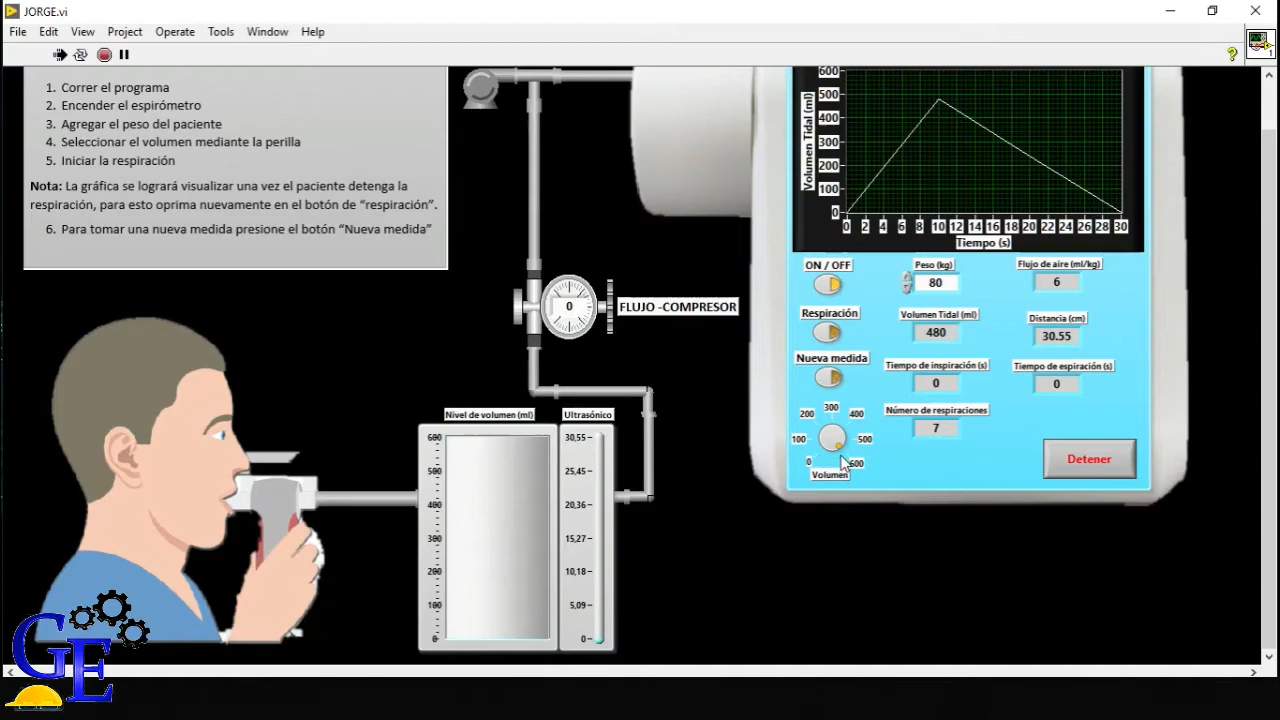 JORGE.vi
File Edit View Project Operate Tools Window Help
1
1. Correr el programa
2. Encender el espirómetro
3. Agregar el peso del paciente
4. Seleccionar el volumen mediante la perilla
5. Iniciar la respiración
Nota: La gráfica se logrará visualizar una vez el paciente detenga la
respiración, para esto oprima nuevamente en el botón de “respiración”.
6. Para tomar una nueva medida presione el botón “Nueva medida”
Volumen Tidal (ml)
600
500
400
300
200
100
0
0 2 4 6 8 10 12 14 16 18 20 22 24 26 28 30
Tiempo (s)
ON / OFF
Peso (kg)
80
Flujo de aire (ml/kg)
6
Respiración
Volumen Tidal (ml)
480
Distancia (cm)
30.55
Nueva medida
Tiempo de inspiración (s)
0
Tiempo de espiración (s)
0
0 100 200 300 400 500 600
Volumen
Número de respiraciones
7
Detener
0
FLUJO -COMPRESOR
Nivel de volumen (ml)
600
500
400
300
200
100
0
Ultrasónico
30,55
25,45
20,36
15,27
10,18
5,09
0
GE